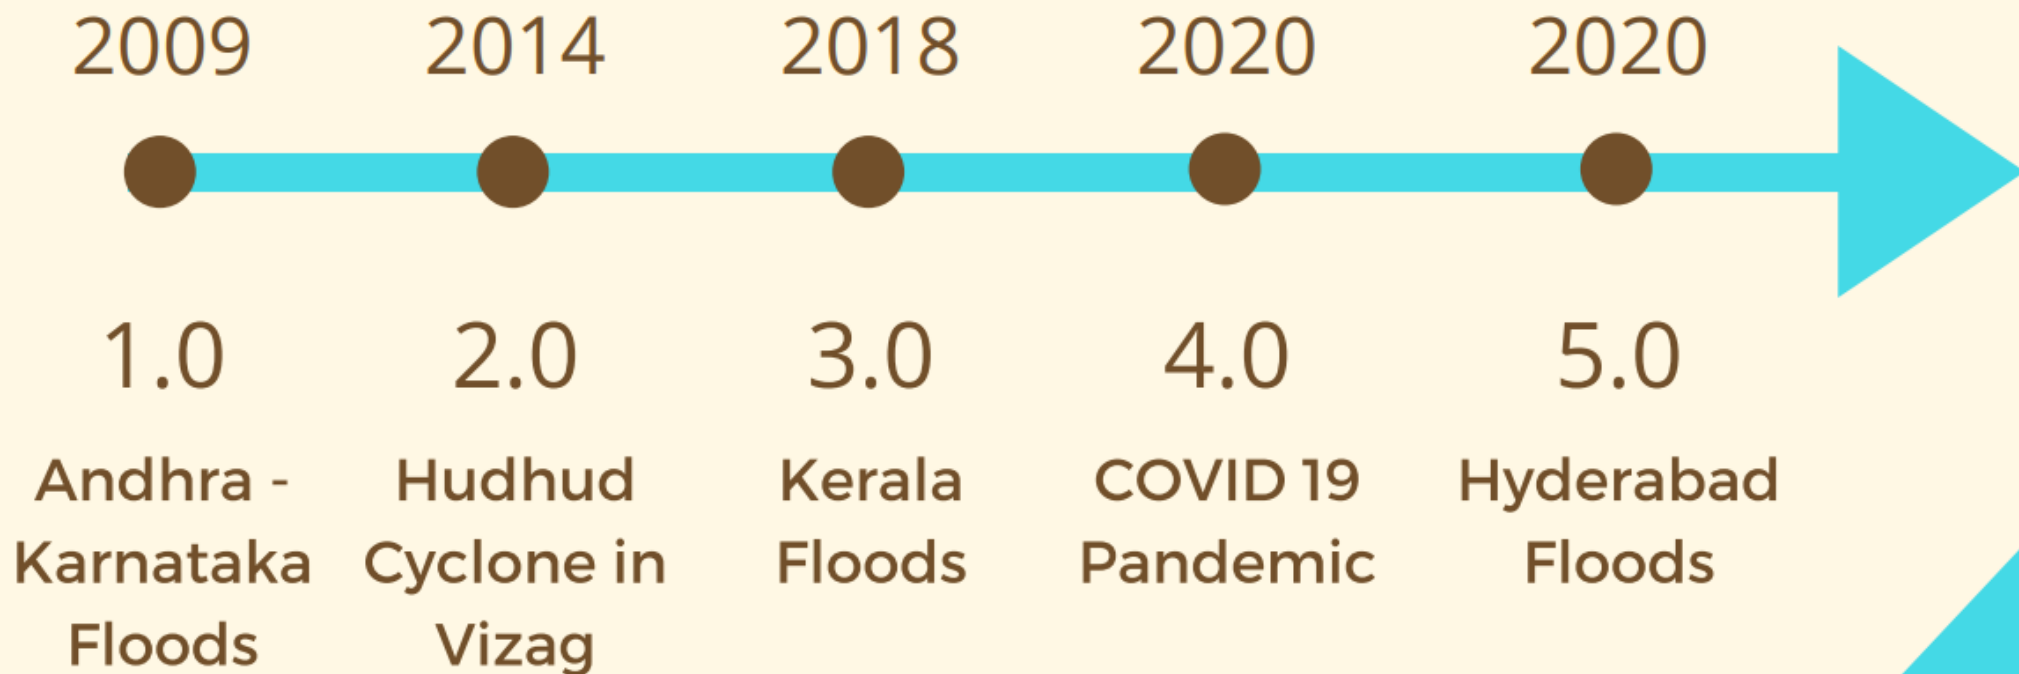 2009 2014 2018 2020 2020
1.0 2.0 3.0 4.0 5.0
Andhra -
Karnataka
Floods
Hudhud
Cyclone in
Vizag
Kerala
Floods
COVID 19
Pandemic
Hyderabad
Floods